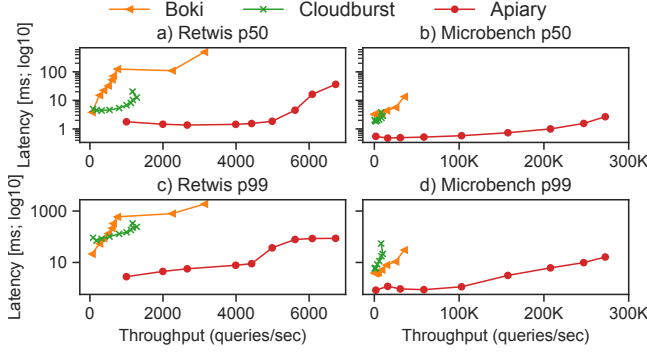 Boki Cloudburst Apiary
a) Retwis p50 b) Microbench p50
Latency [ms; log10]
100
10
1
0 2000 4000 6000
0 100K 200K 300K
c) Retwis p99 d) Microbench p99
Latency [ms; log10]
1000
10
0 2000 4000 6000
0 100K 200K 300K
Throughput (queries/sec) Throughput (queries/sec)